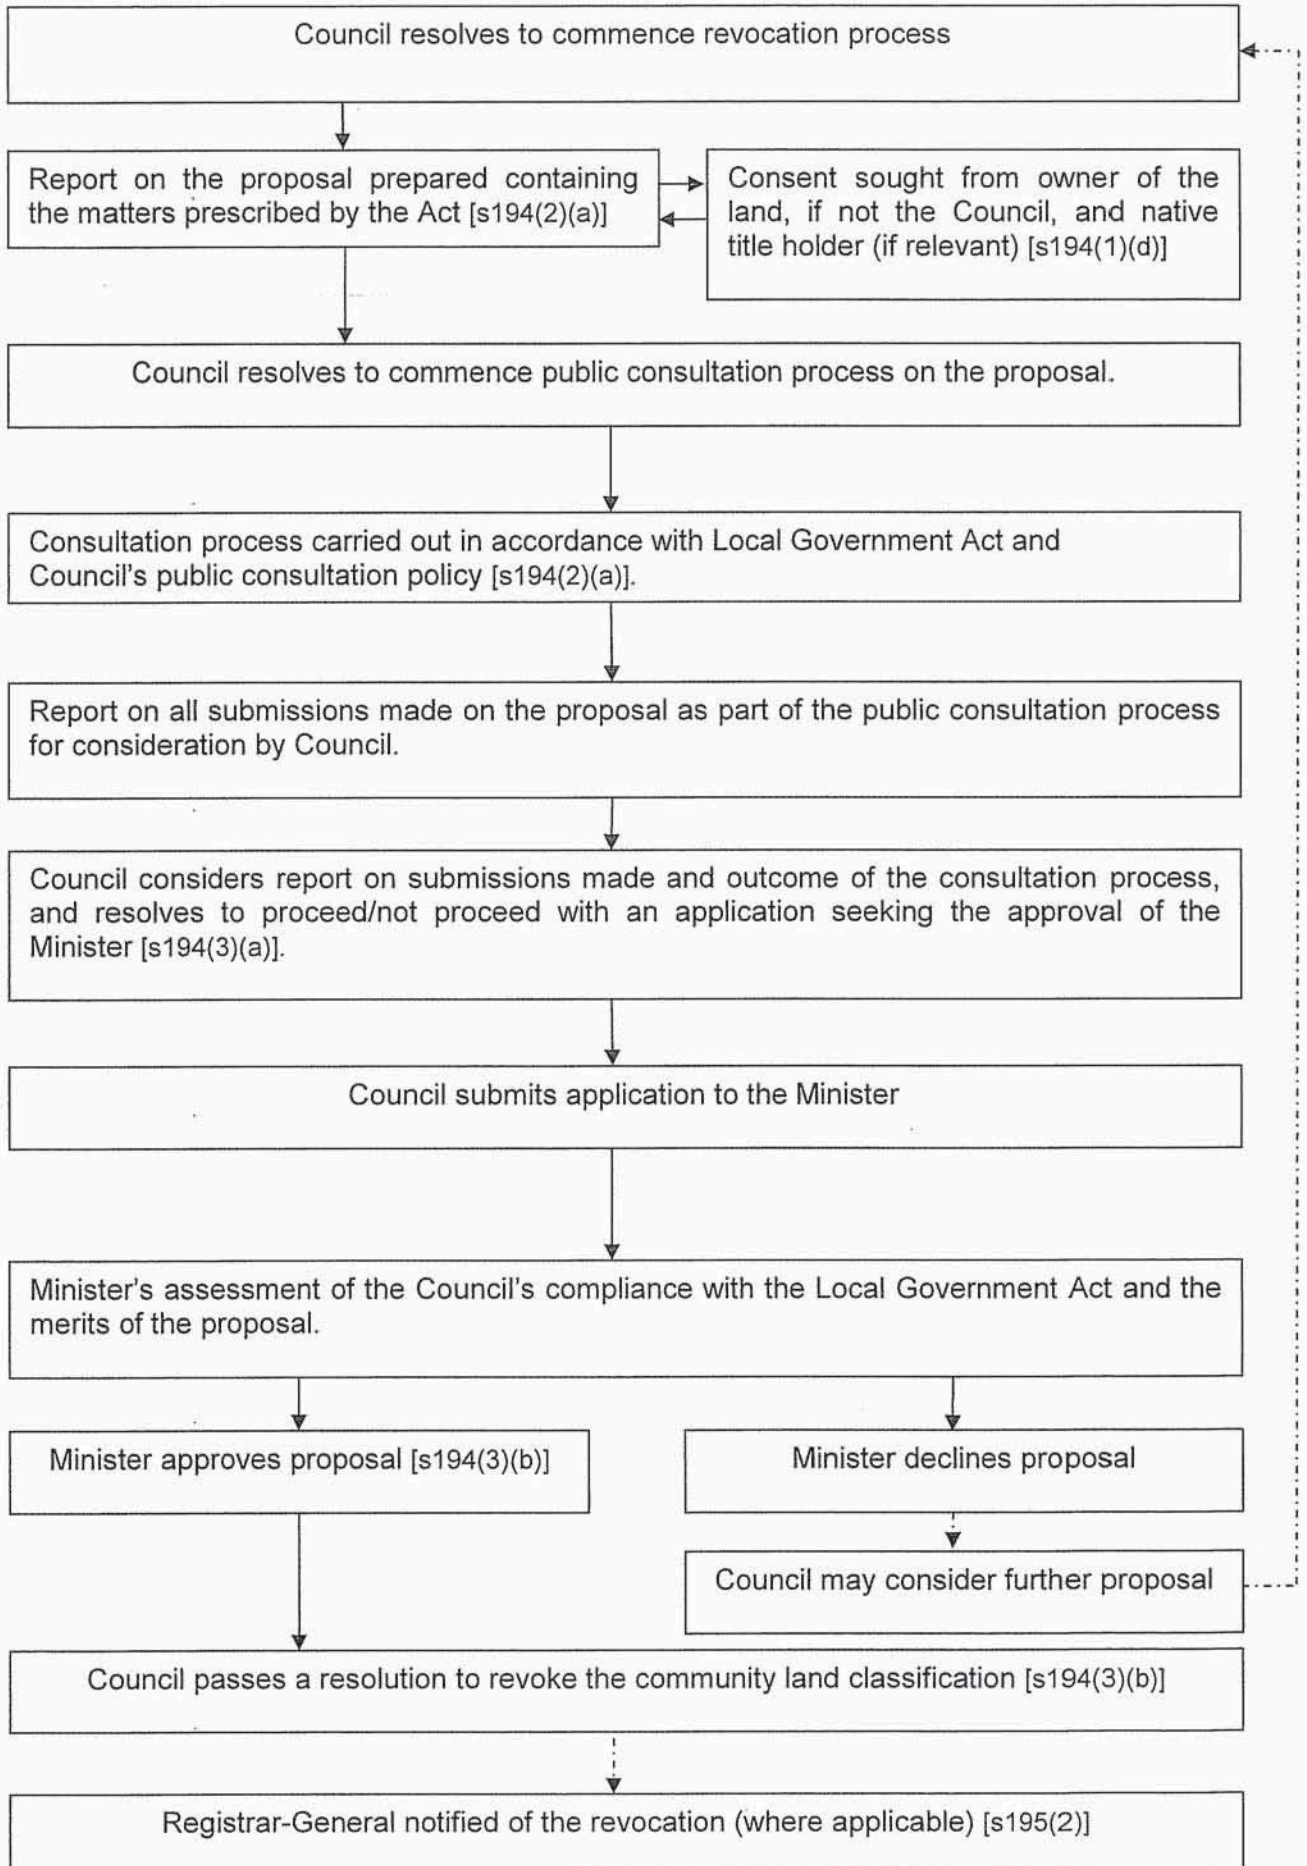 Council resolves to commence revocation process
Report on the proposal prepared containing
the matters prescribed by the Act [s194(2)(a)]
Consent sought from owner of the
land, if not the Council, and native
title holder (if relevant) [s194(1)(d)]
Council resolves to commence public consultation process on the proposal.
Consultation process carried out in accordance with Local Government Act and
Council's public consultation policy [s194(2)(a)].
Report on all submissions made on the proposal as part of the public consultation process
for consideration by Council.
Council considers report on submissions made and outcome of the consultation process,
and resolves to proceed/not proceed with an application seeking the approval of the
Minister [s194(3)(a)].
Council submits application to the Minister
Minister's assessment of the Council's compliance with the Local Government Act and the
merits of the proposal.
Minister approves proposal [s194(3)(b)]
Minister declines proposal
Council may consider further proposal
Council passes a resolution to revoke the community land classification [s194(3)(b)]
Registrar-General notified of the revocation (where applicable) [s195(2)]